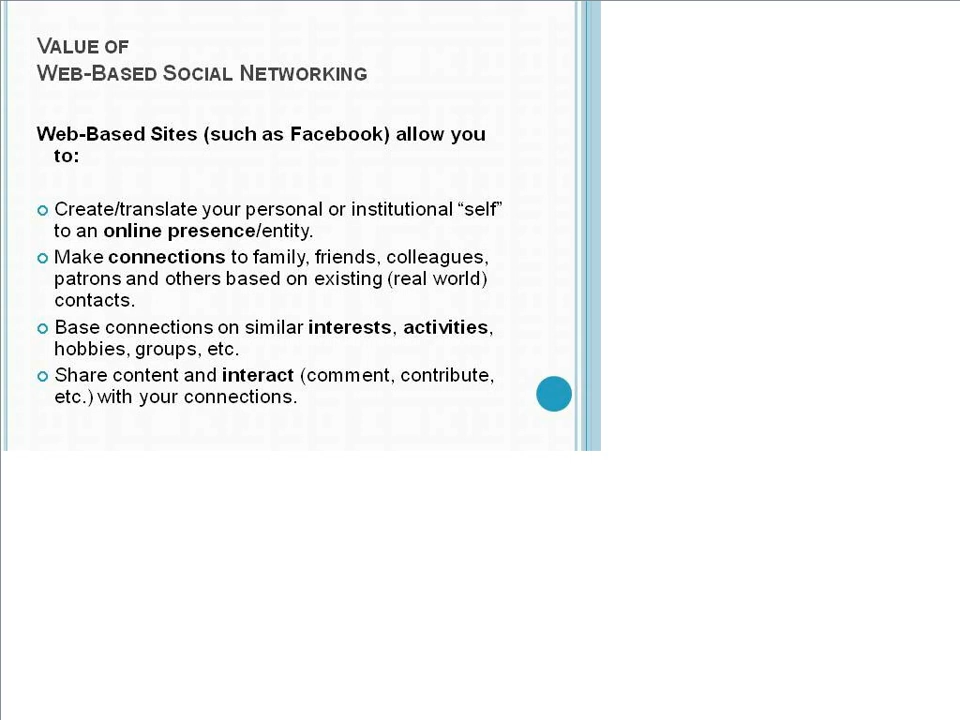 VALUE OF
WEB-BASED SOCIAL NETWORKING
Web-Based Sites (such as Facebook) allow you
to:
Create/translate your personal or institutional “self”
to an online presence/entity.
Make connections to family, friends, colleagues,
patrons and others based on existing (real world)
contacts.
Base connections on similar interests, activities,
hobbies, groups, etc.
Share content and interact (comment, contribute,
etc.) with your connections.